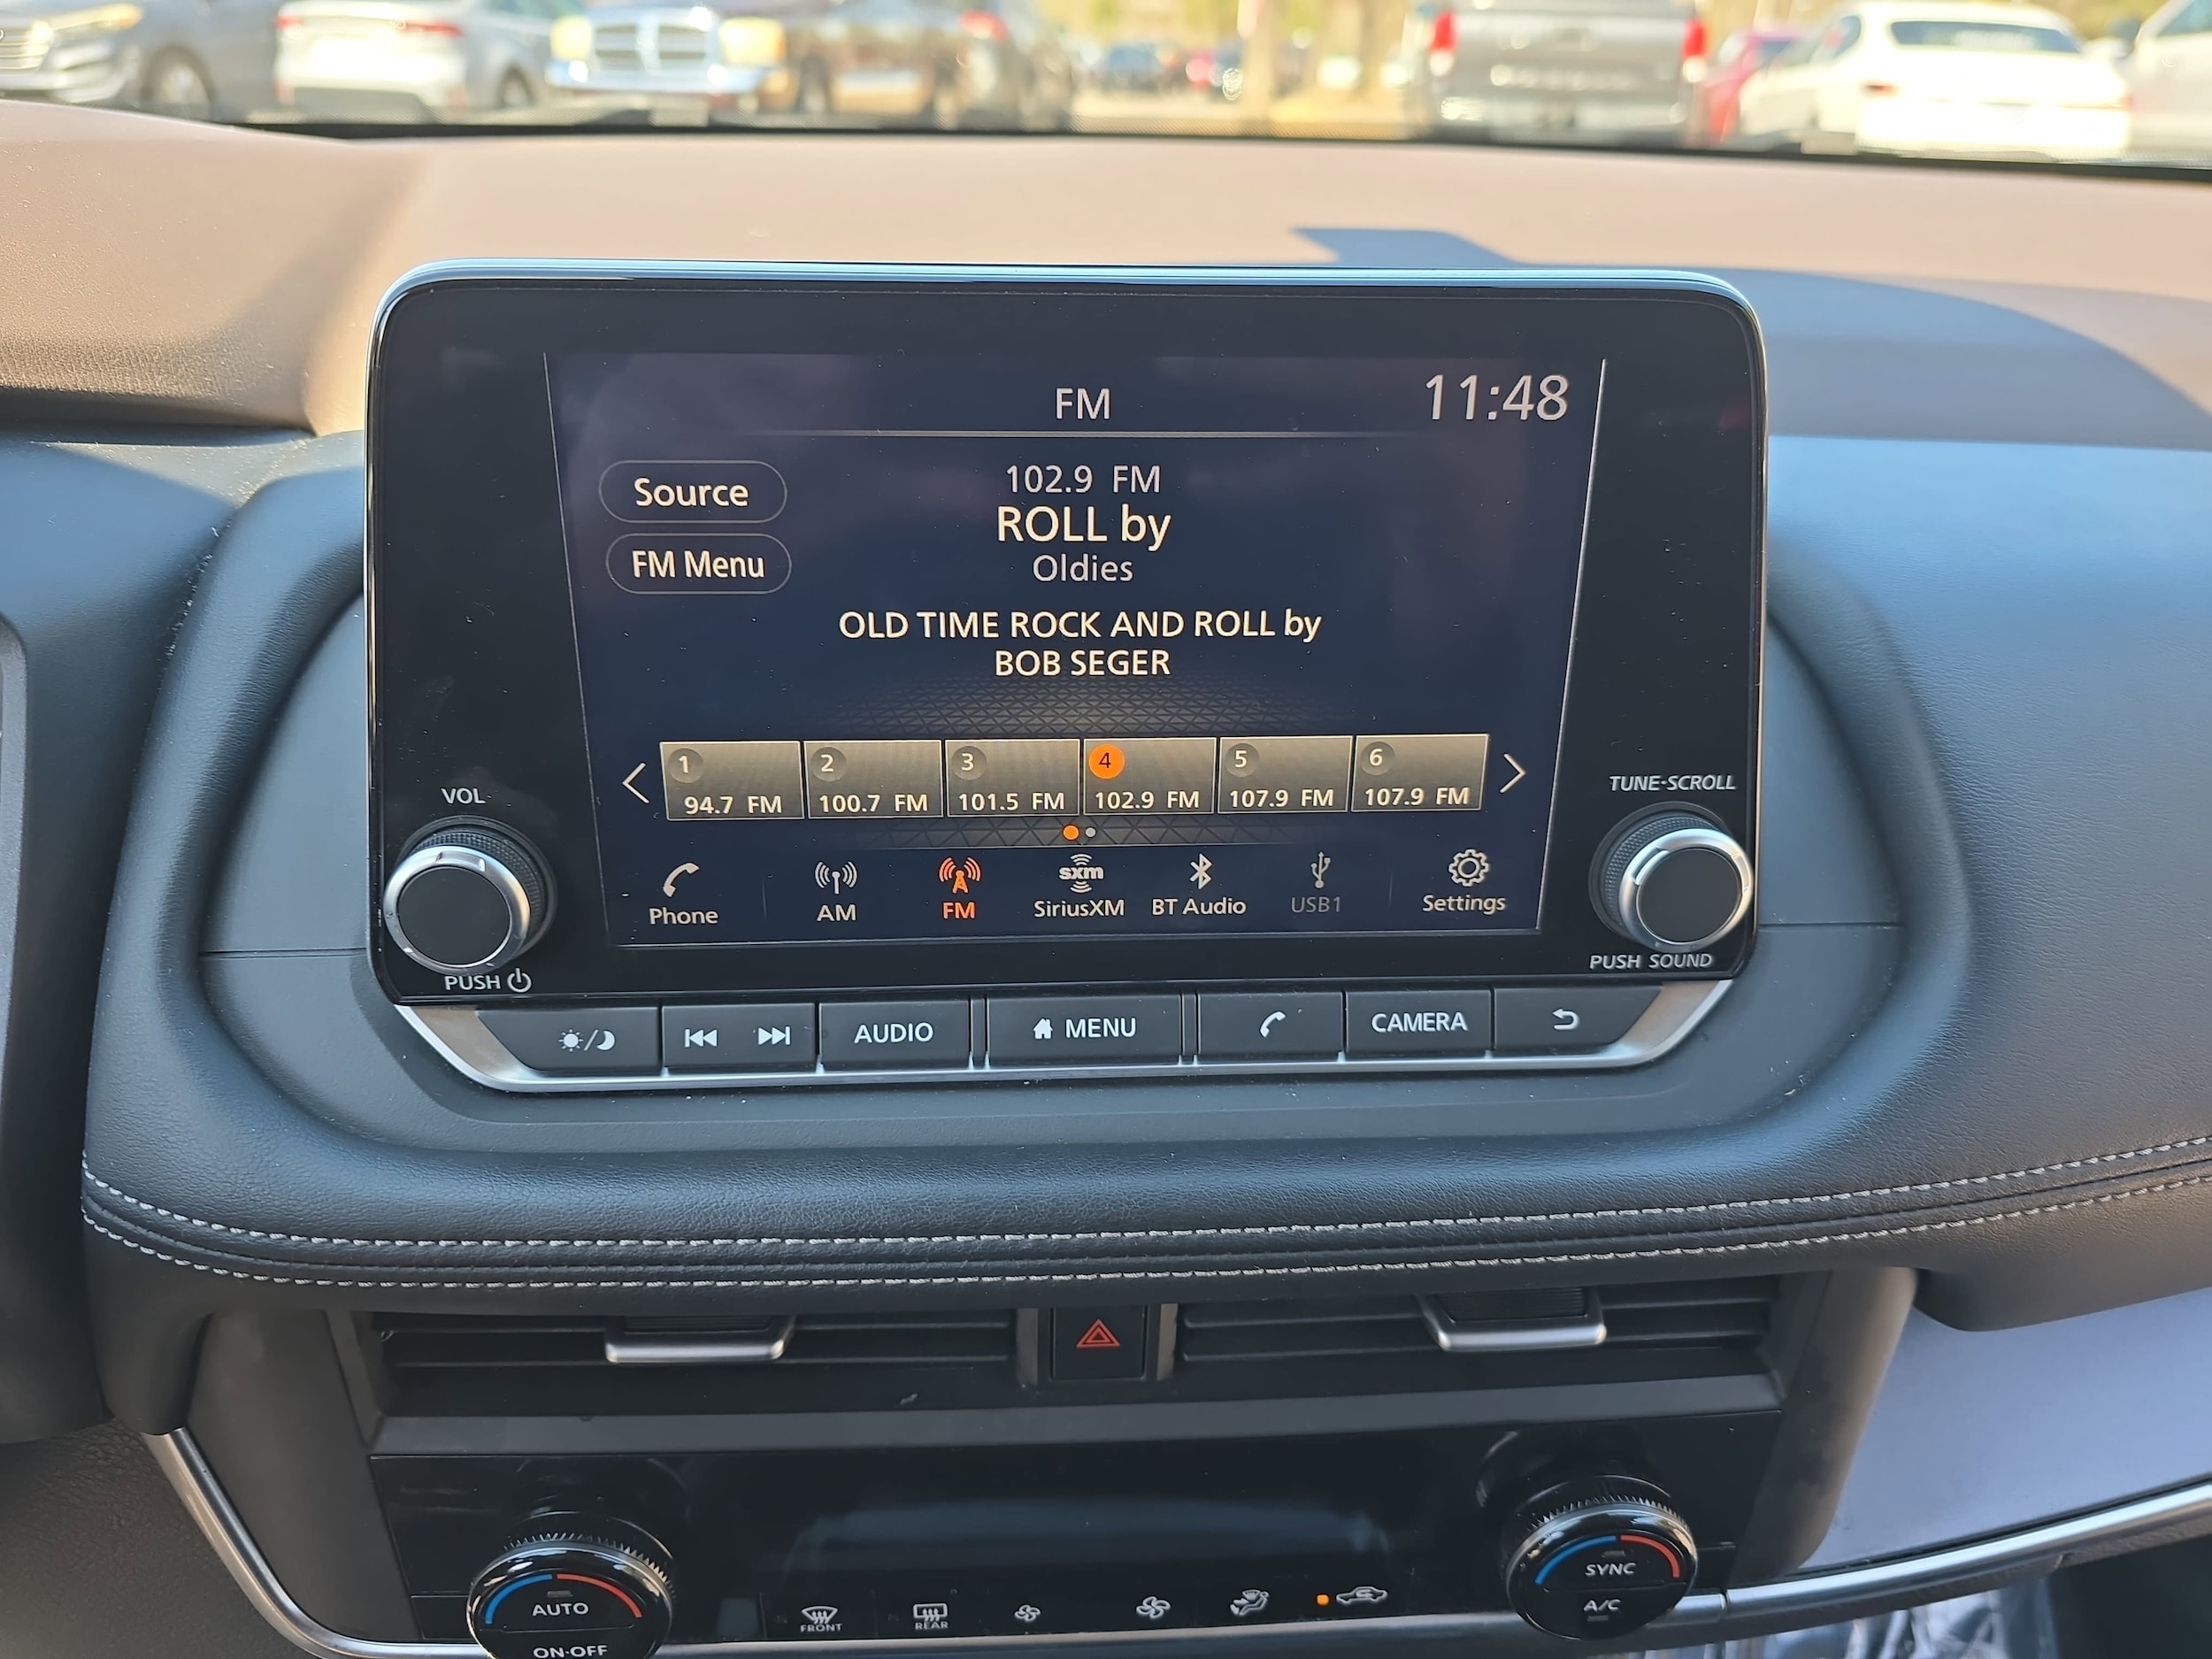 FM
11:48
Source
102.9 FM
ROLL by
FM Menu
Oldies
OLD TIME ROCK AND ROLL by
BOB SEGER
1
94.7 FM
2
100.7 FM
3
101.5 FM
4
102.9 FM
5
107.9 FM
6
107.9 FM
VOL
TUNE·SCROLL
Phone
AM
FM
sxm
SiriusXM
BT Audio
USB1
Settings
PUSH
PUSH SOUND
AUDIO
MENU
CAMERA
AUTO
ON·OFF
FRONT
REAR
SYNC
A/C